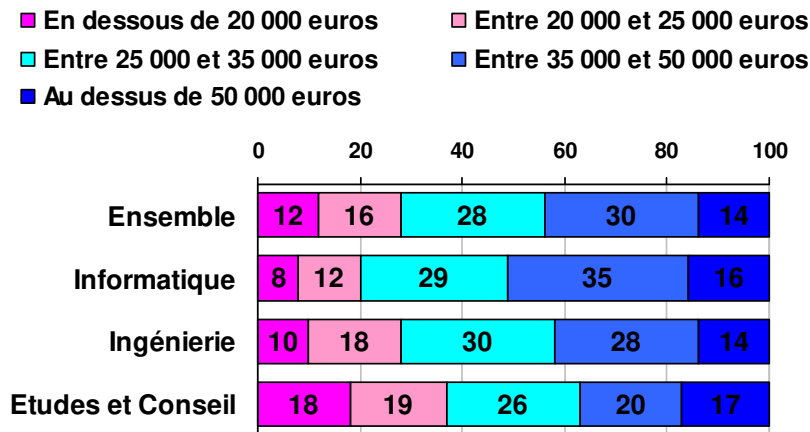 En dessous de 20 000 euros Entre 20 000 et 25 000 euros
Entre 25 000 et 35 000 euros Entre 35 000 et 50 000 euros
Au dessus de 50 000 euros
0 20 40 60 80 100
Ensemble 12 16 28 30 14
Informatique 8 12 29 35 16
Ingénierie 10 18 30 28 14
Etudes et Conseil 18 19 26 20 17